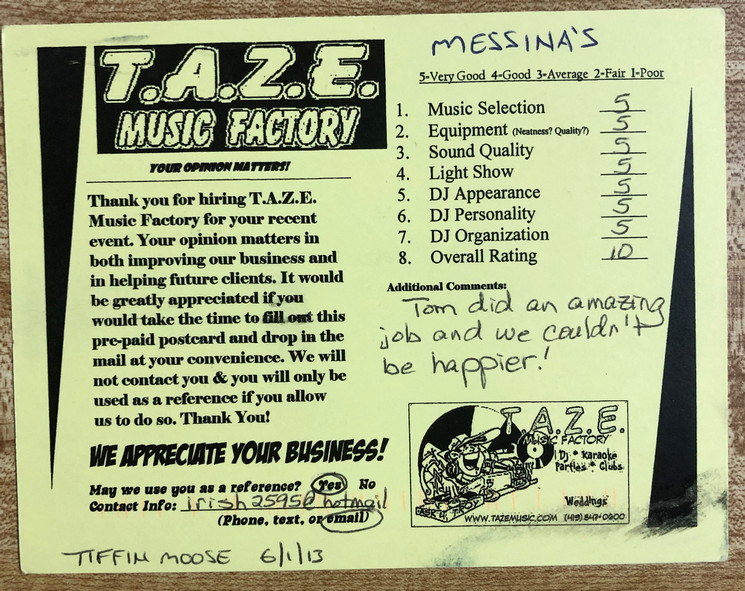 MESSINA'S
T.A.Z.E.
MUSIC FACTORY
YOUR OPINION MATTERS!
Thank you for hiring T.A.Z.E.
Music Factory for your recent
event. Your opinion matters in
both improving our business and
in helping future clients. It would
be greatly appreciated if you
would take the time to fill out this
pre-paid postcard and drop in the
mail at your convenience. We will
not contact you & you will only be
used as a reference if you allow
us to do so. Thank You!
WE APPRECIATE YOUR BUSINESS!
May we use you as a reference? Yes No
Contact Info: irish2595@hotmail
(Phone, text, or email)
TIFFIN MOOSE 6/1/13
5-Very Good 4-Good 3-Average 2-Fair 1-Poor
1. Music Selection 5
2. Equipment (Neatness? Quality?) 5
3. Sound Quality 5
4. Light Show 5
5. DJ Appearance 5
6. DJ Personality 5
7. DJ Organization 5
8. Overall Rating 10
Additional Comments:
Tom did an amazing
job and we couldn't
be happier!
T.A.Z.E.
MUSIC FACTORY
Dj * Karaoke
Parties * Clubs
Weddings
WWW.TAZEMUSIC.COM (419) 547-0600